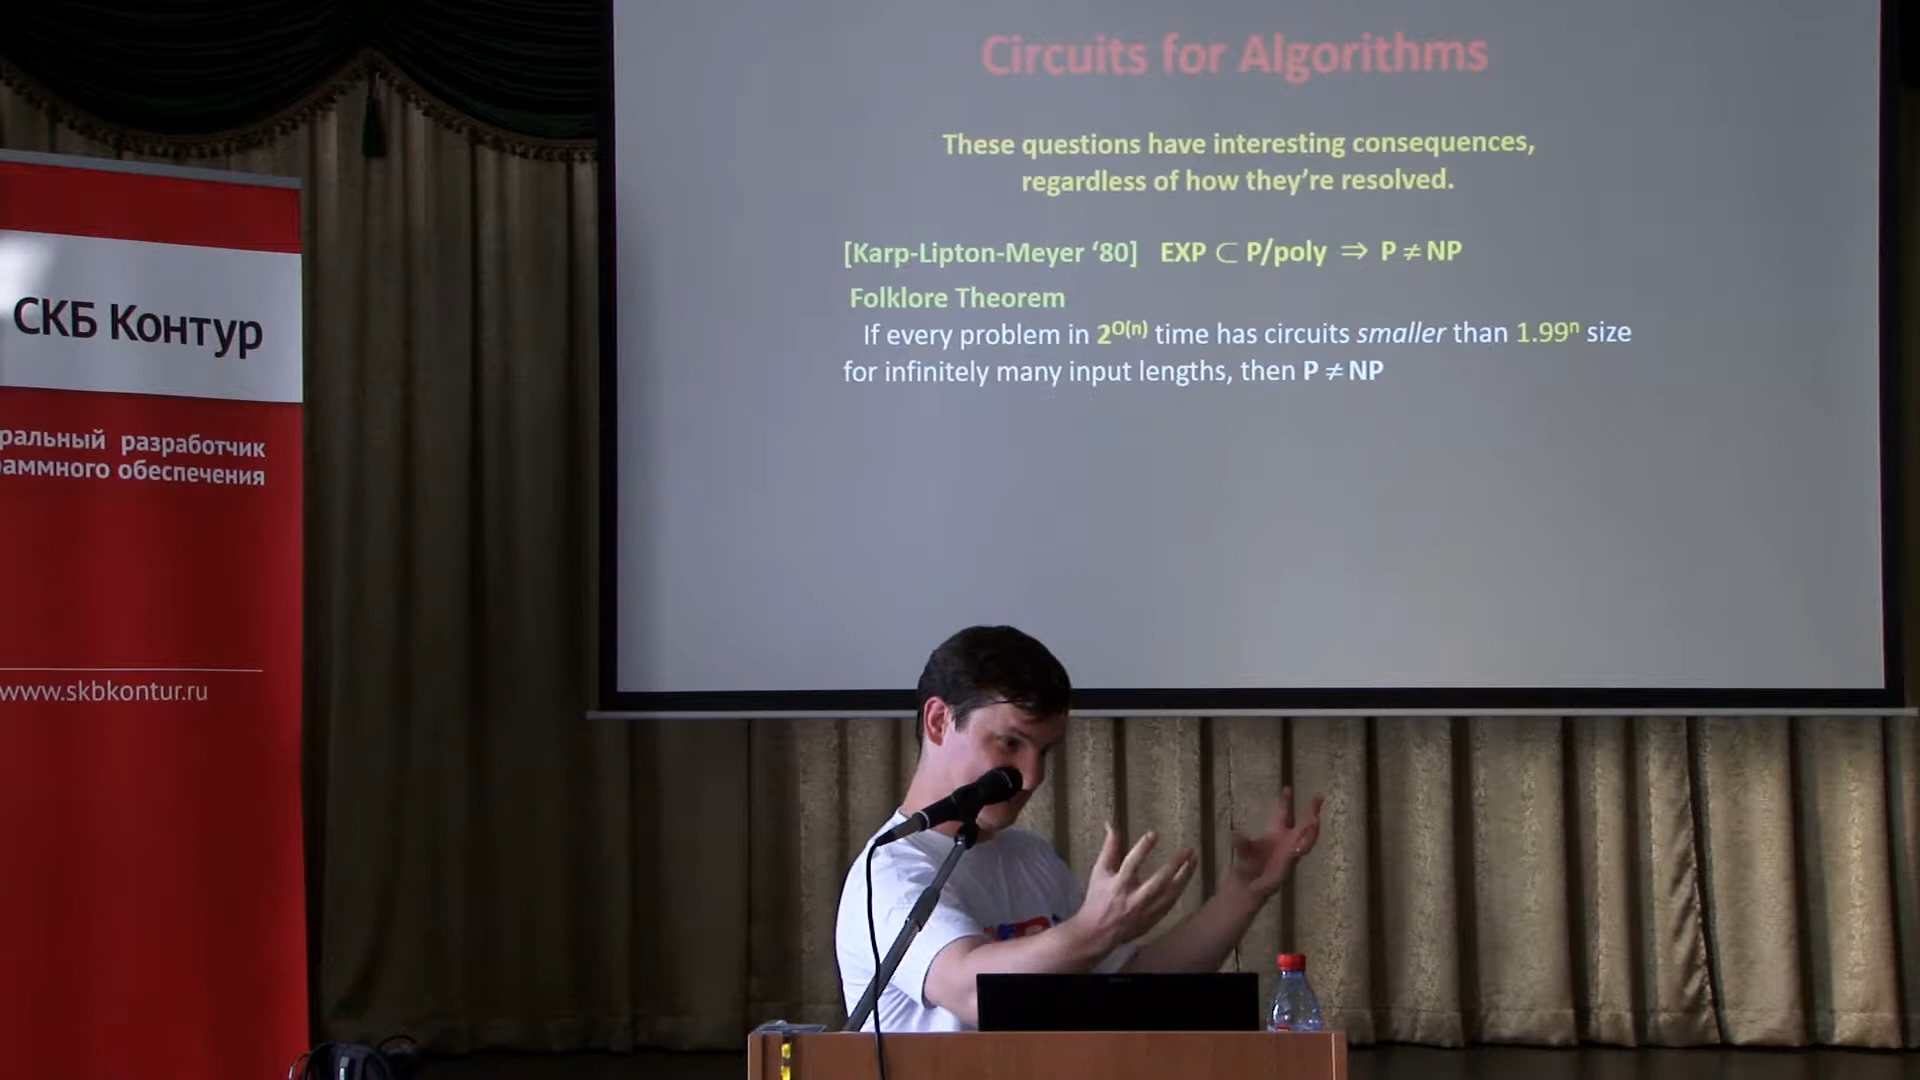 Circuits for Algorithms
These questions have interesting consequences,
regardless of how they’re resolved.
[Karp-Lipton-Meyer ‘80] EXP ⊂ P/poly ⇒ P ≠ NP
Folklore Theorem
If every problem in 2^O(n) time has circuits smaller than 1.99ⁿ size
for infinitely many input lengths, then P ≠ NP
СКБ Контур
ральный разработчик
раммного обеспечения
www.skbkontur.ru